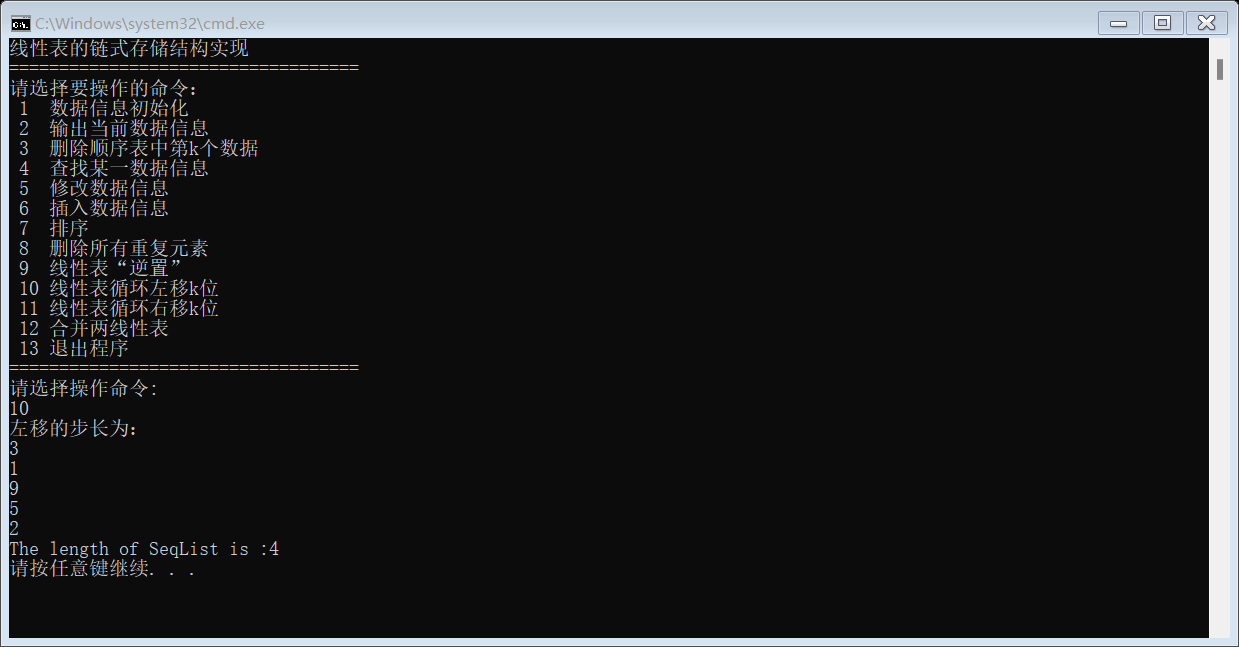 C:\Windows\system32\cmd.exe
线性表的链式存储结构实现
===================================
请选择要操作的命令:
1 数据信息初始化
2 输出当前数据信息
3 删除顺序表中第k个数据
4 查找某一数据信息
5 修改数据信息
6 插入数据信息
7 排序
8 删除所有重复元素
9 线性表“逆置”
10 线性表循环左移k位
11 线性表循环右移k位
12 合并两线性表
13 退出程序
===================================
请选择操作命令:
10
左移的步长为:
3
1
9
5
2
The length of SeqList is :4
请按任意键继续. . .